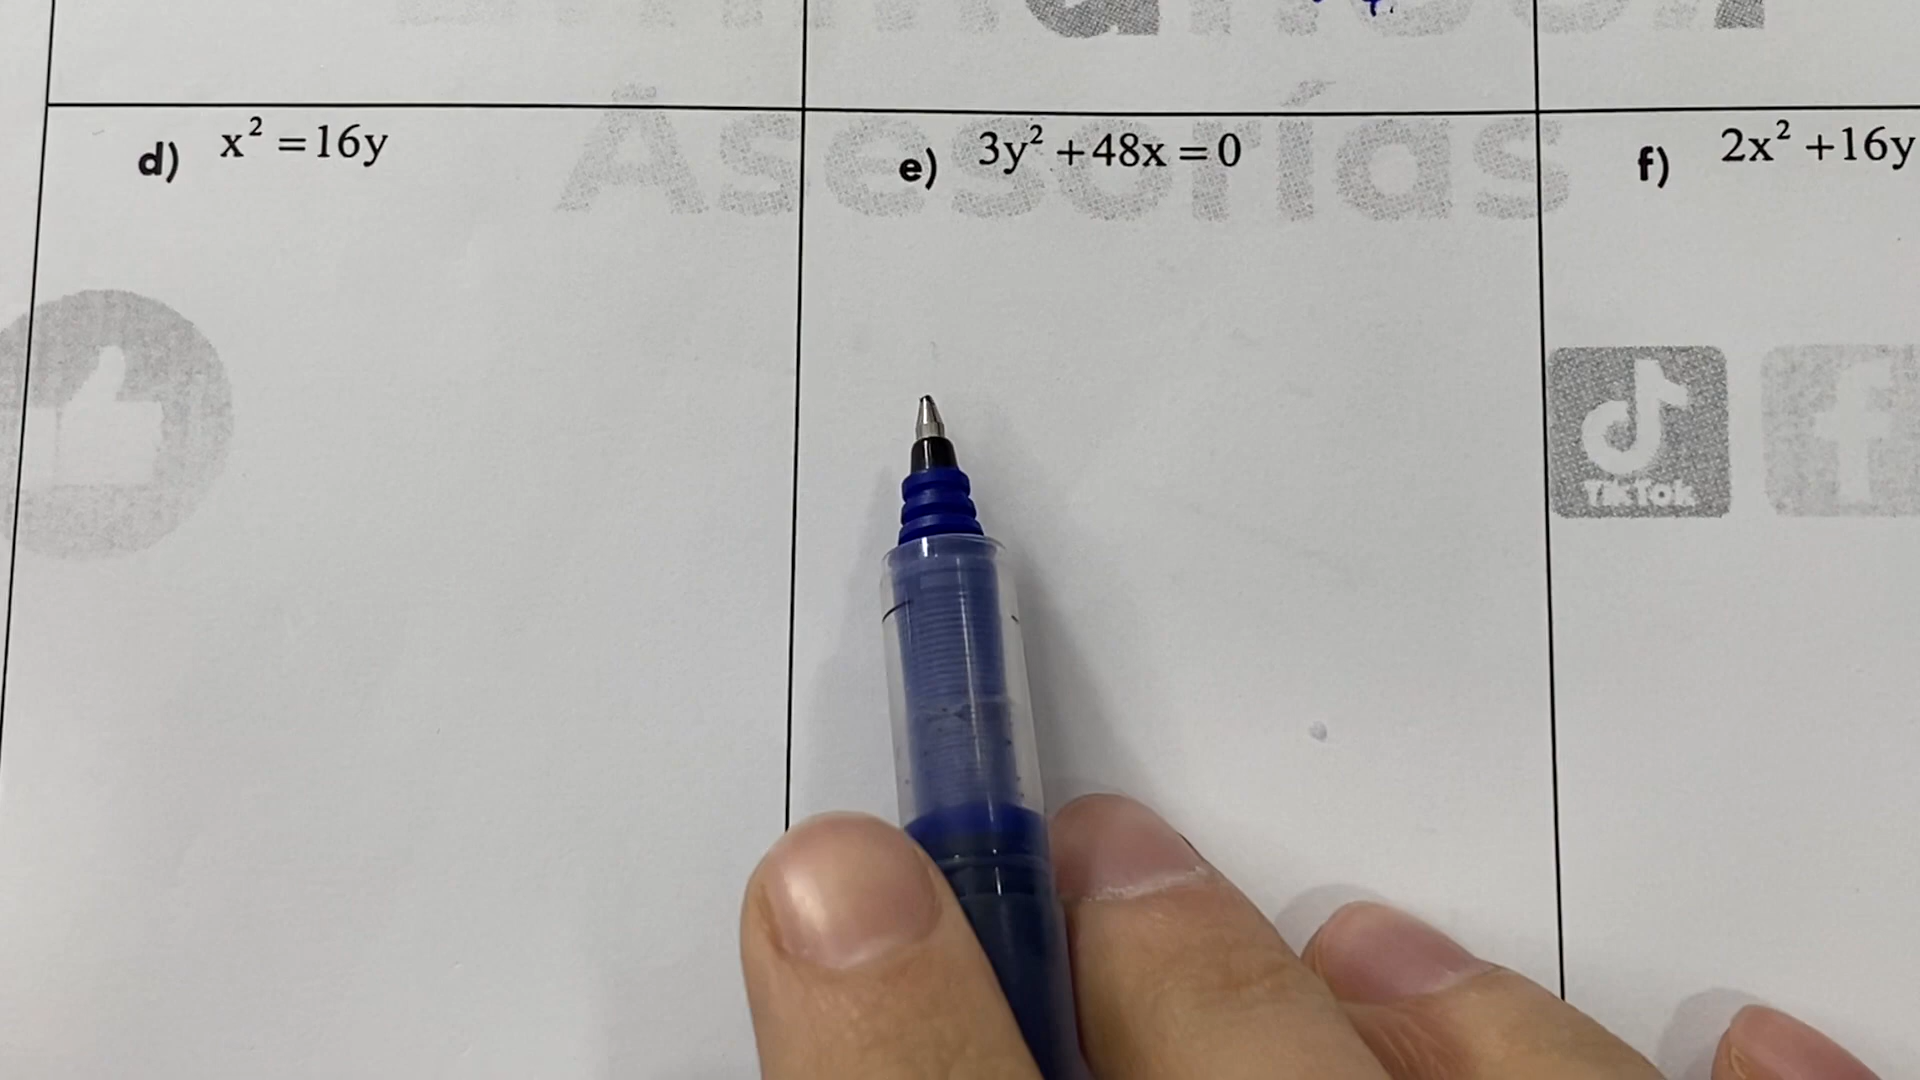 Asesorías
d) x² = 16y
e) 3y² + 48x = 0
f) 2x² + 16y
TikTok